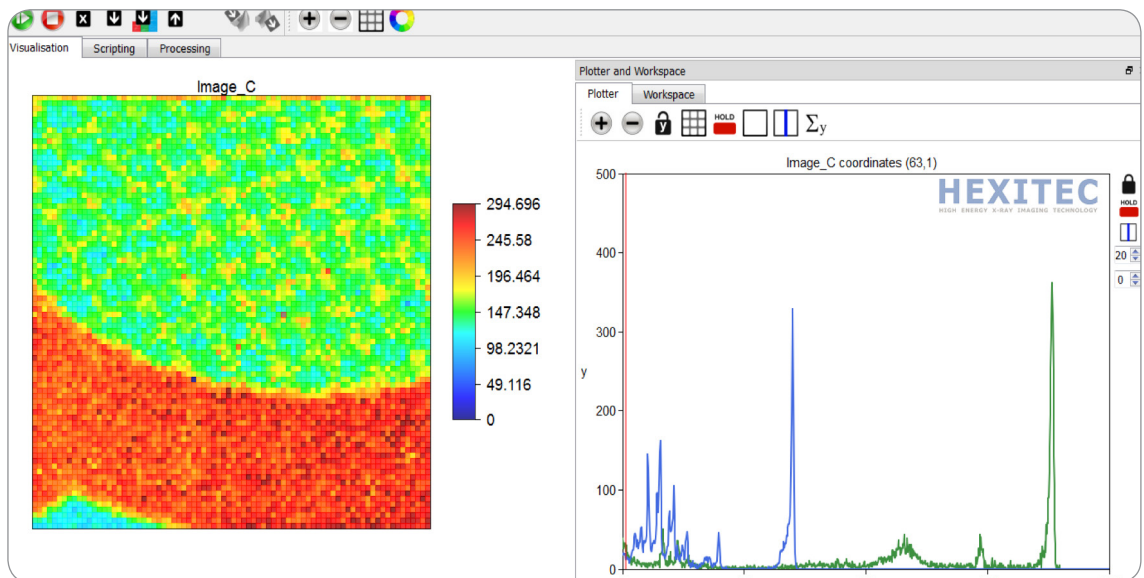 Visualisation Scripting Processing
Image_C
294.696
245.58
196.464
147.348
98.2321
49.116
0
Plotter and Workspace
Plotter Workspace
y HOLD Σy
Image_C coordinates (63,1)
HEXITEC
HIGH ENERGY X-RAY IMAGING TECHNOLOGY
500
400
300
200
100
0
y
HOLD
20
0